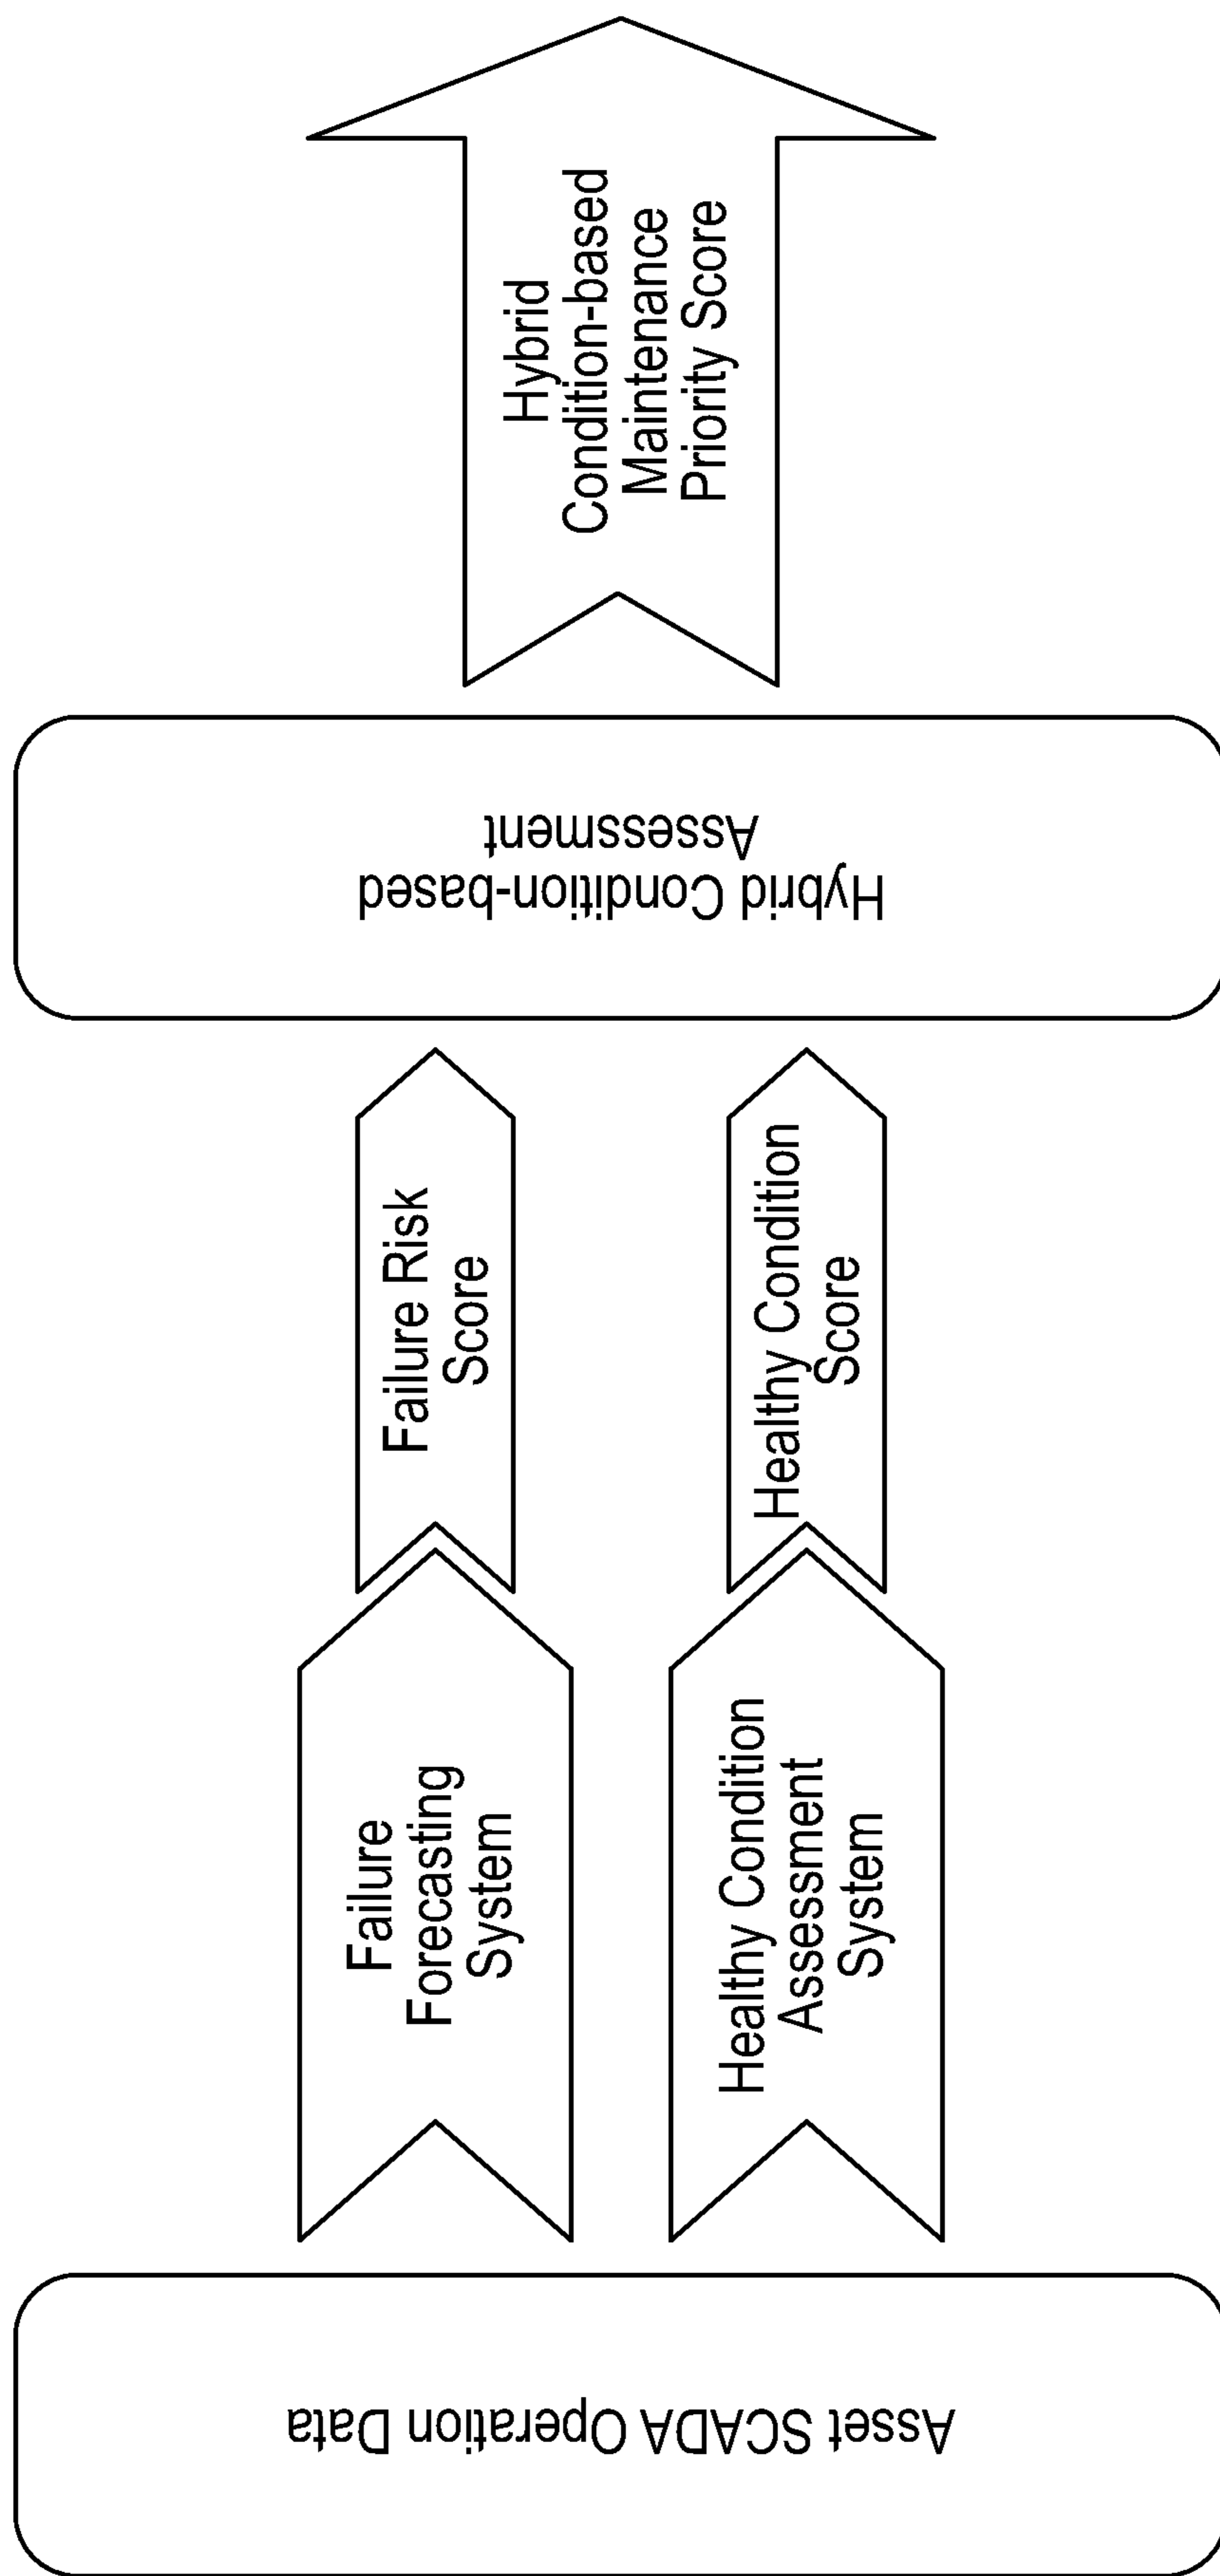 Asset SCADA Operation Data
Failure
Forecasting
System
Healthy Condition
Assessment
System
Failure Risk
Score
Healthy Condition
Score
Hybrid Condition-based
Assessment
Hybrid
Condition-based
Maintenance
Priority Score